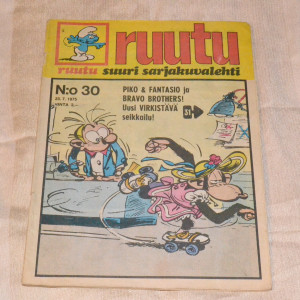 ruutu
ruutu suuri sarjakuvalehti
N:o 30
PIKO & FANTASIO ja
BRAVO BROTHERS!
Uusi VIRKISTÄVÄ
seikkailu!